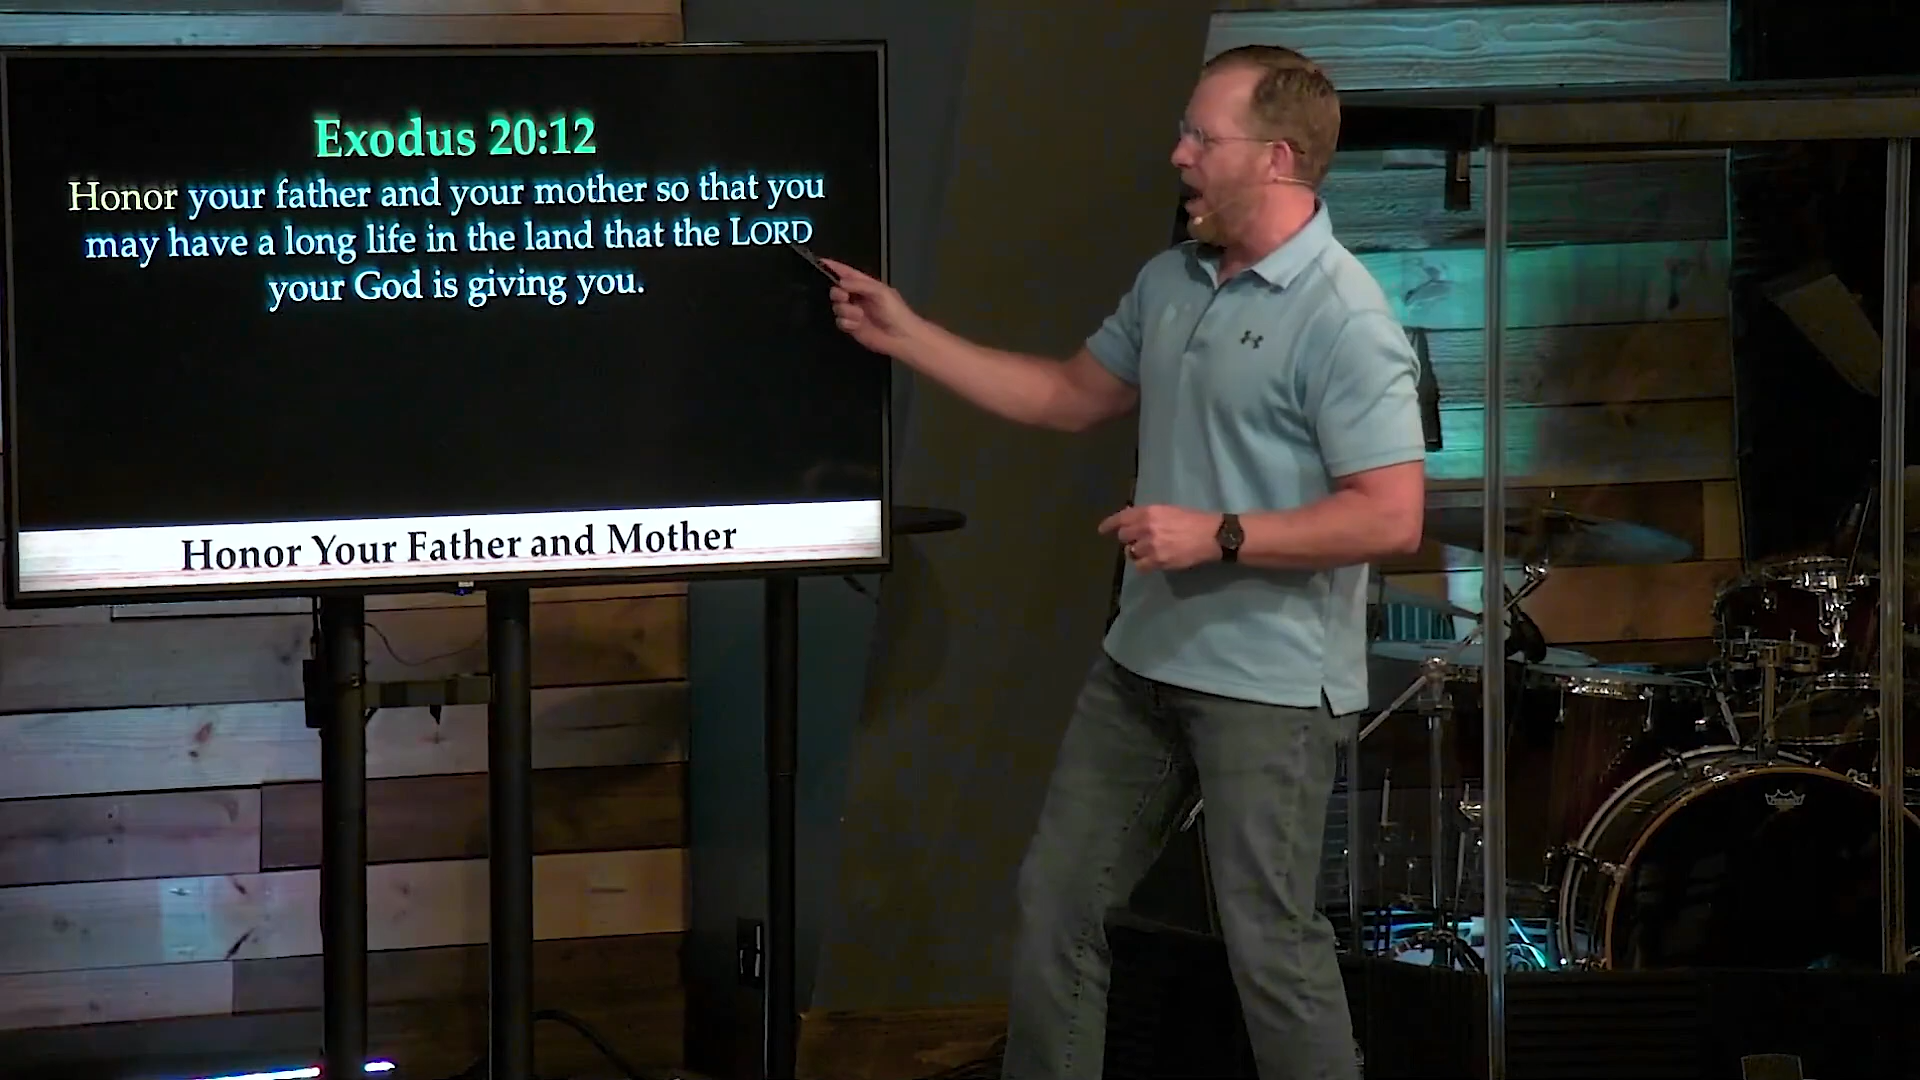 Exodus 20:12
Honor your father and your mother so that you
may have a long life in the land that the LORD
your God is giving you.
Honor Your Father and Mother